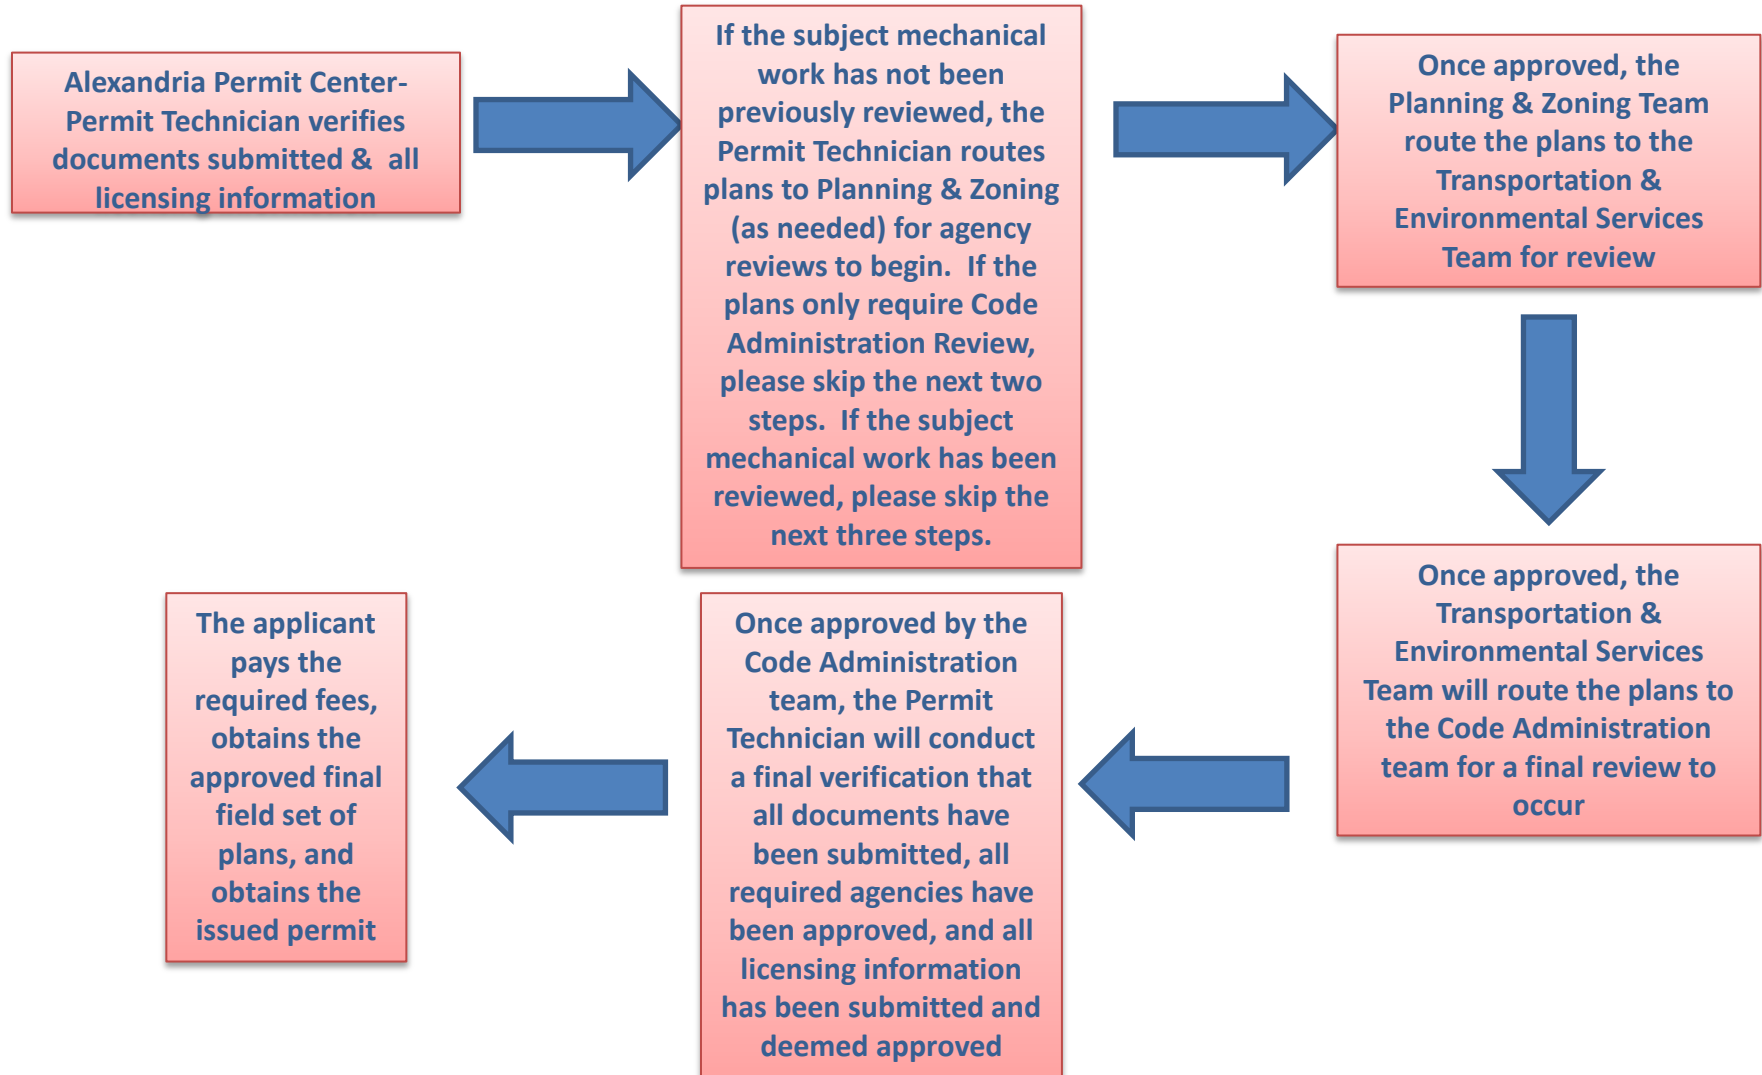 Alexandria Permit Center-
Permit Technician verifies
documents submitted &  all
licensing information
If the subject mechanical
work has not been
previously reviewed, the
Permit Technician routes
plans to Planning & Zoning
(as needed) for agency
reviews to begin.  If the
plans only require Code
Administration Review,
please skip the next two
steps.  If the subject
mechanical work has been
reviewed, please skip the
next three steps.
Once approved, the
Planning & Zoning Team
route the plans to the
Transportation &
Environmental Services
Team for review
Once approved, the
Transportation &
Environmental Services
Team will route the plans to
the Code Administration
team for a final review to
occur
Once approved by the
Code Administration
team, the Permit
Technician will conduct
a final verification that
all documents have
been submitted, all
required agencies have
been approved, and all
licensing information
has been submitted and
deemed approved
The applicant
pays the
required fees,
obtains the
approved final
field set of
plans, and
obtains the
issued permit